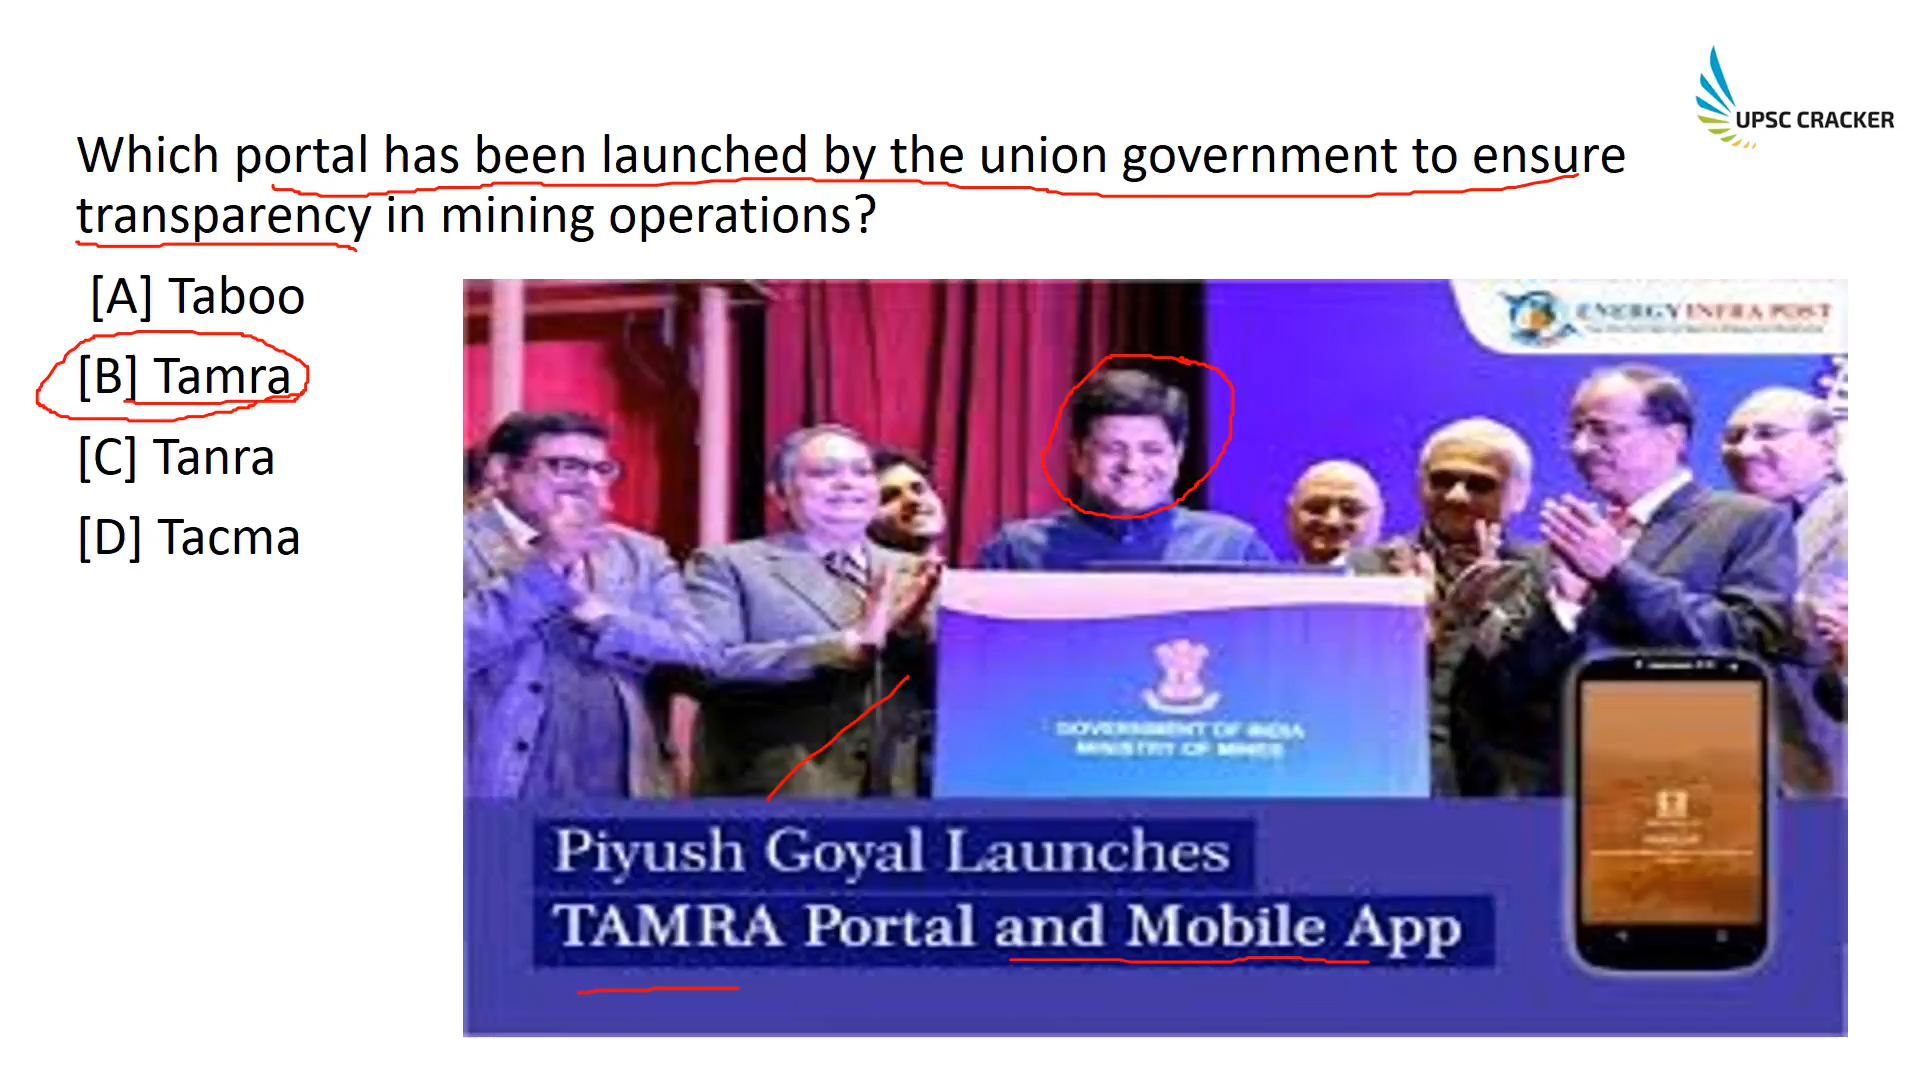 UPSC CRACKER
Which portal has been launched by the union government to ensure
transparency in mining operations?
[A] Taboo
[B] Tamra
[C] Tanra
[D] Tacma
ENERGY INFRA POST
GOVERNMENT OF INDIA
MINISTRY OF MINES
Piyush Goyal Launches
TAMRA Portal and Mobile App